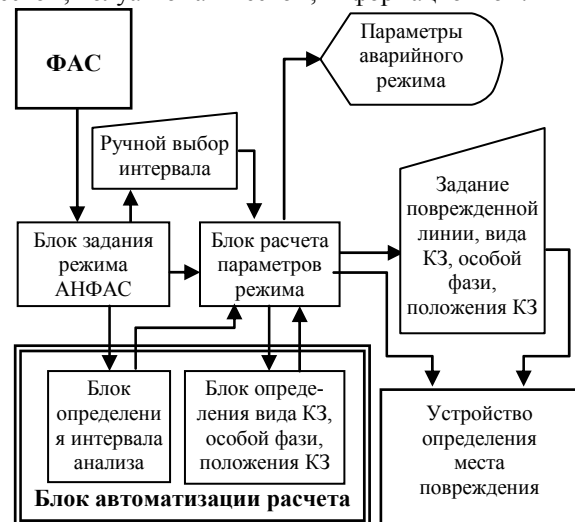 ФАС
Параметры
аварийного
режима
Ручной выбор
интервала
Задание
поврежденной
линии, вида
КЗ, особой
фази,
положения КЗ
Блок задания
режима
АНФАС
Блок расчета
параметров
режима
Блок
определени
я интервала
анализа
Блок опреде-
ления вида КЗ,
особой фази,
положения КЗ
Блок автоматизации расчета
Устройство
определения
места
повреждения